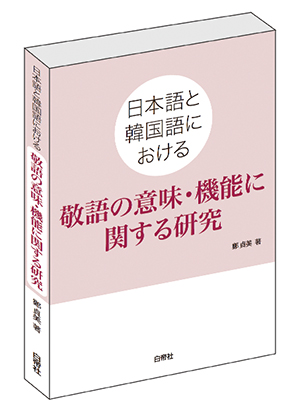 日本語と
韓国語に
おける
敬語の意味・機能に
関する研究
鄭 貞美 著
白帝社
日本語と韓国語における
敬語の意味・機能に関する研究
鄭 貞美 著
白帝社